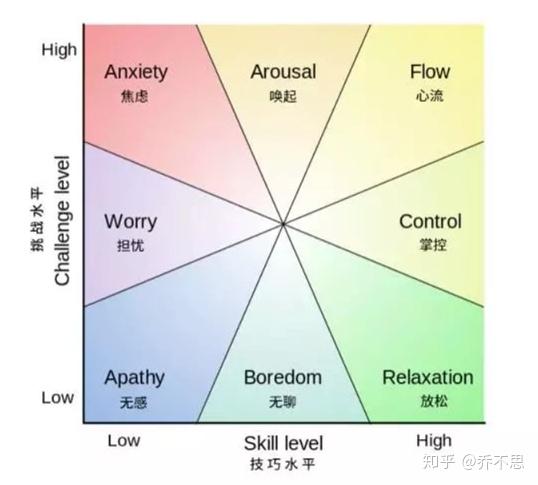 High
Anxiety
焦虑
Arousal
唤起
Flow
心流
挑战水平
Challenge level
Worry
担忧
Control
掌控
Apathy
无感
Boredom
无聊
Relaxation
放松
Low
Low
Skill level
技巧水平
High
知乎 @乔不思